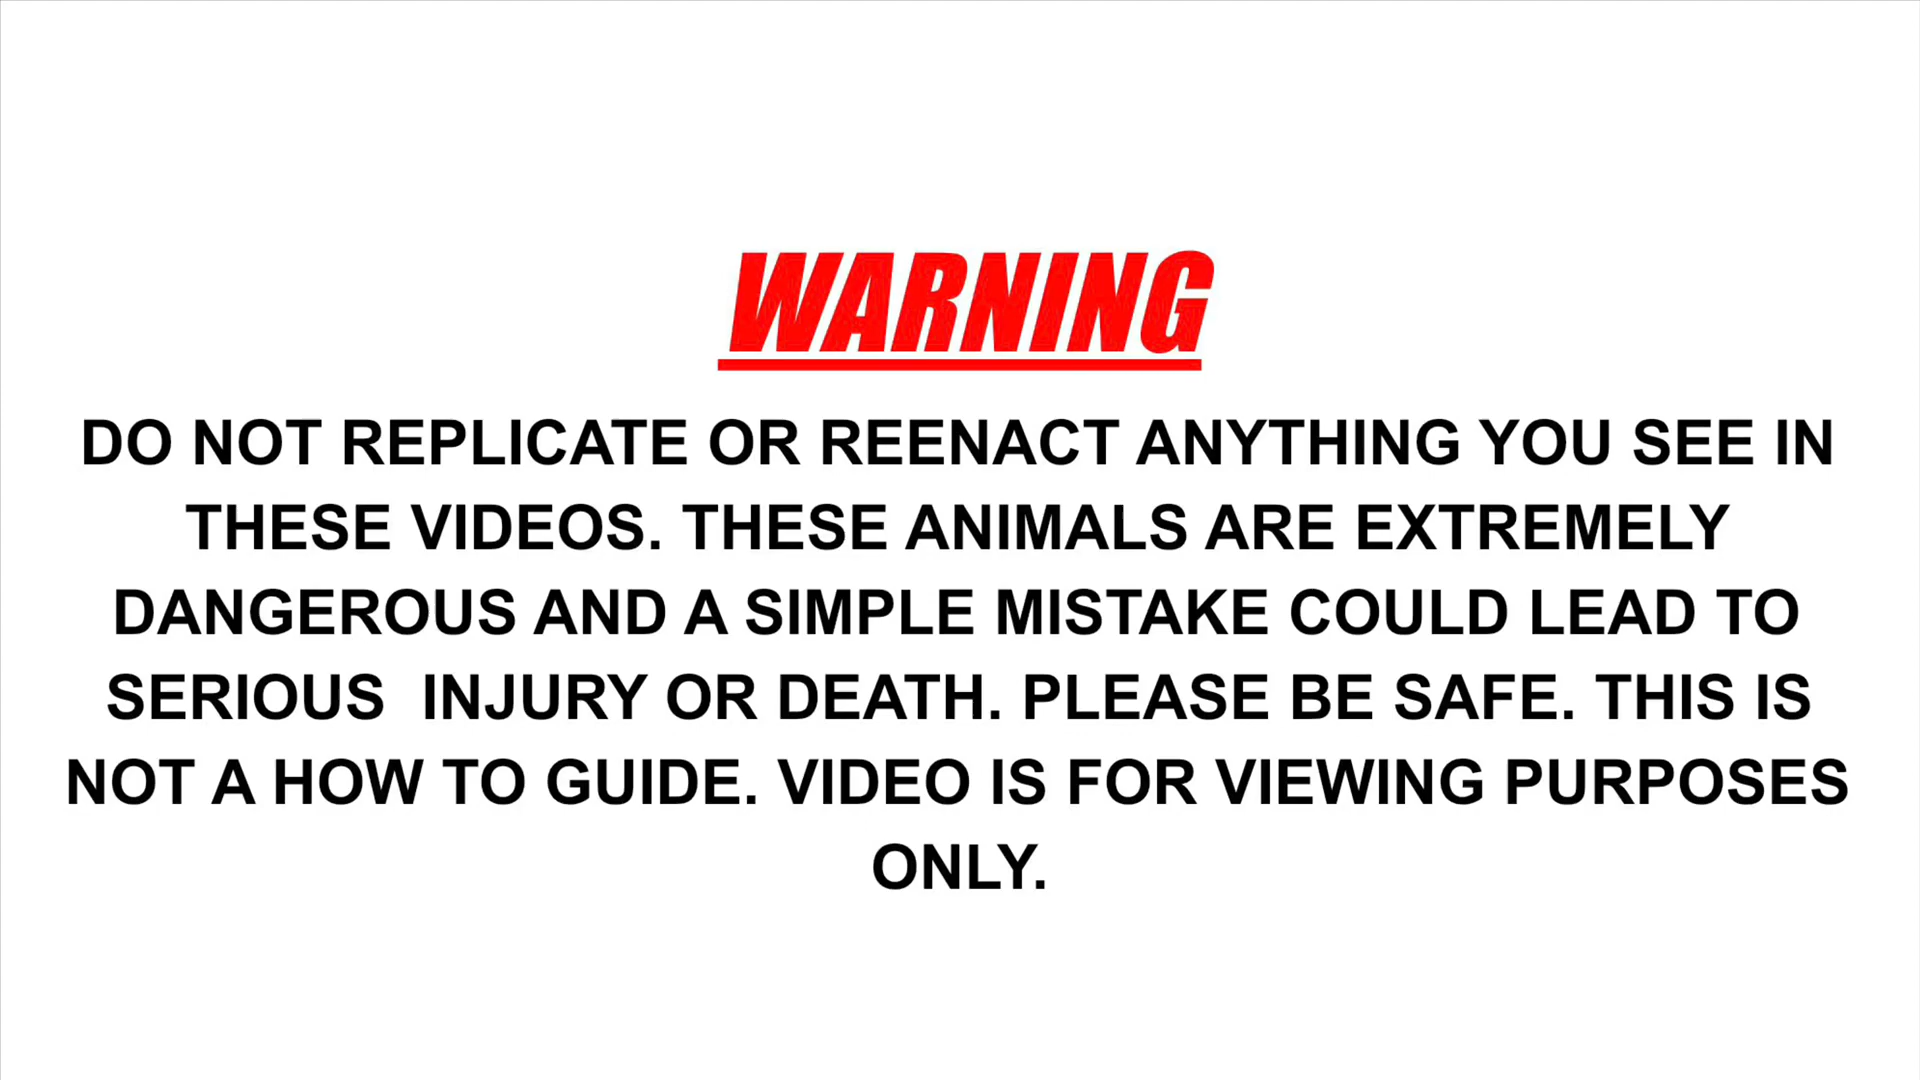 WARNING
DO NOT REPLICATE OR REENACT ANYTHING YOU SEE IN
THESE VIDEOS. THESE ANIMALS ARE EXTREMELY
DANGEROUS AND A SIMPLE MISTAKE COULD LEAD TO
SERIOUS  INJURY OR DEATH. PLEASE BE SAFE. THIS IS
NOT A HOW TO GUIDE. VIDEO IS FOR VIEWING PURPOSES
ONLY.